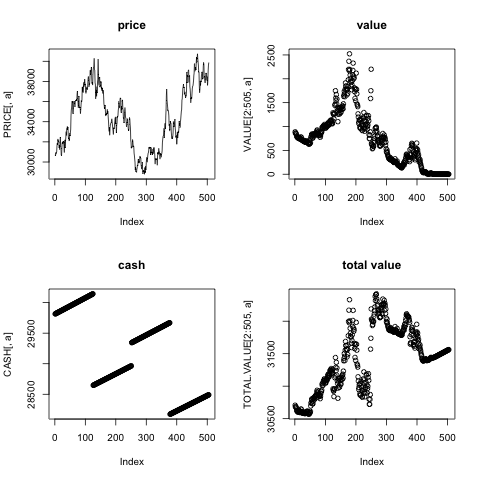 price
value
PRICE[, a]
30000 34000 38000
VALUE[2:505, a]
0 500 1500 2500
0 100 200 300 400 500
0 100 200 300 400 500
Index
Index
cash
total value
CASH[, a]
28500 29500
TOTAL.VALUE[2:505, a]
30500 31500
0 100 200 300 400 500
0 100 200 300 400 500
Index
Index